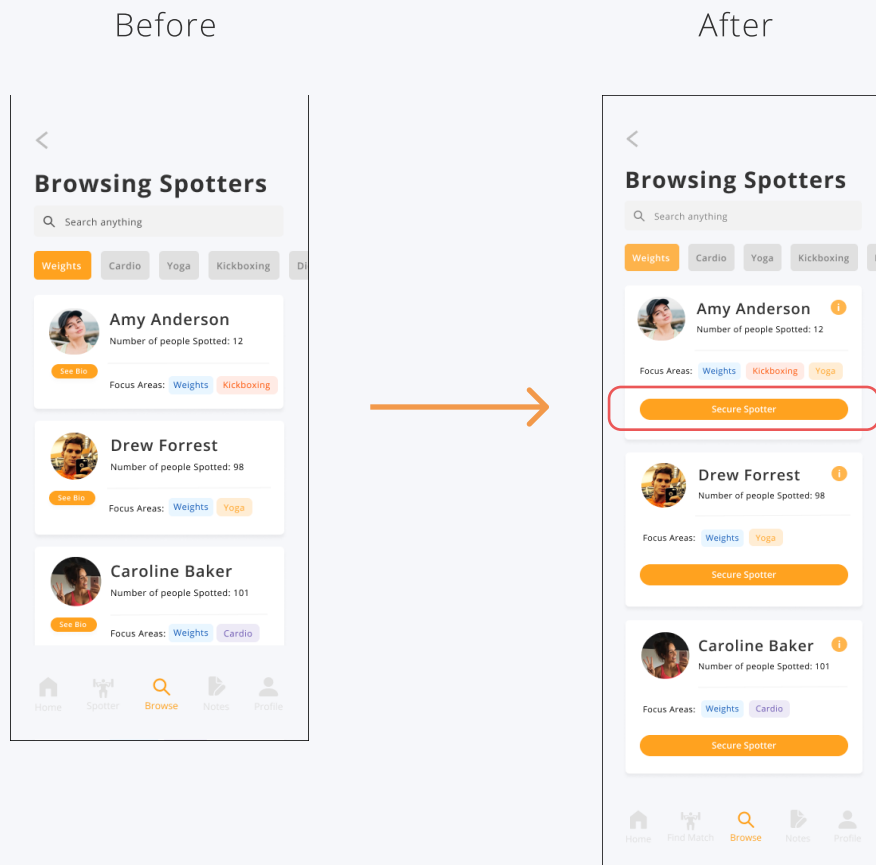 Before
Browsing Spotters
Search anything
Weights Cardio Yoga Kickboxing Di
Amy Anderson
Number of people Spotted: 12
See Bio
Focus Areas: Weights Kickboxing
Drew Forrest
Number of people Spotted: 98
See Bio
Focus Areas: Weights Yoga
Caroline Baker
Number of people Spotted: 101
See Bio
Focus Areas: Weights Cardio
Home Spotter Browse Notes Profile
After
Browsing Spotters
Search anything
Weights Cardio Yoga Kickboxing
Amy Anderson i
Number of people Spotted: 12
Focus Areas: Weights Kickboxing Yoga
Secure Spotter
Drew Forrest i
Number of people Spotted: 98
Focus Areas: Weights Yoga
Secure Spotter
Caroline Baker i
Number of people Spotted: 101
Focus Areas: Weights Cardio
Secure Spotter
Home Find Match Browse Notes Profile